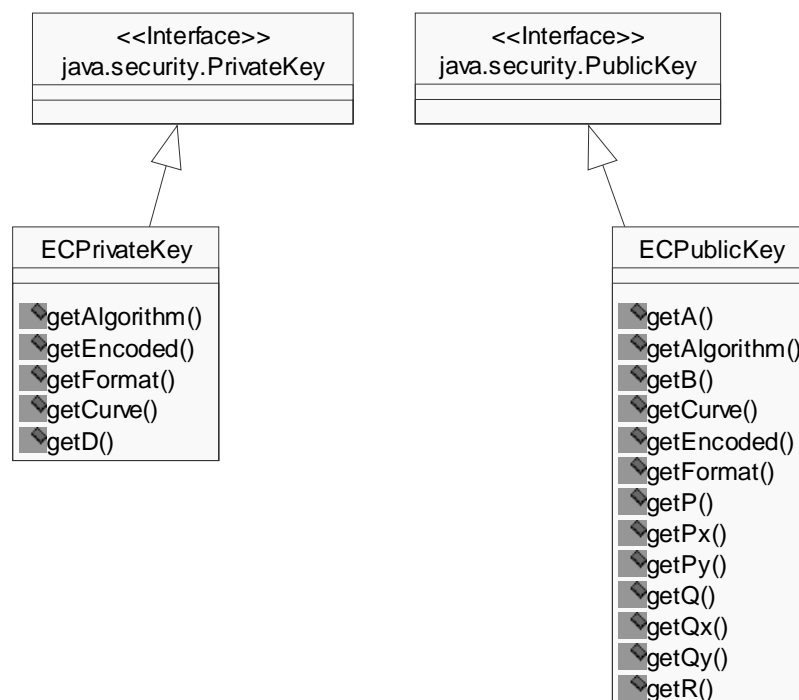 <<Interface>>
java.security.PrivateKey
<<Interface>>
java.security.PublicKey
ECPrivateKey
getAlgorithm()
getEncoded()
getFormat()
getCurve()
getD()
ECPublicKey
getA()
getAlgorithm()
getB()
getCurve()
getEncoded()
getFormat()
getP()
getPx()
getPy()
getQ()
getQx()
getQy()
getR()